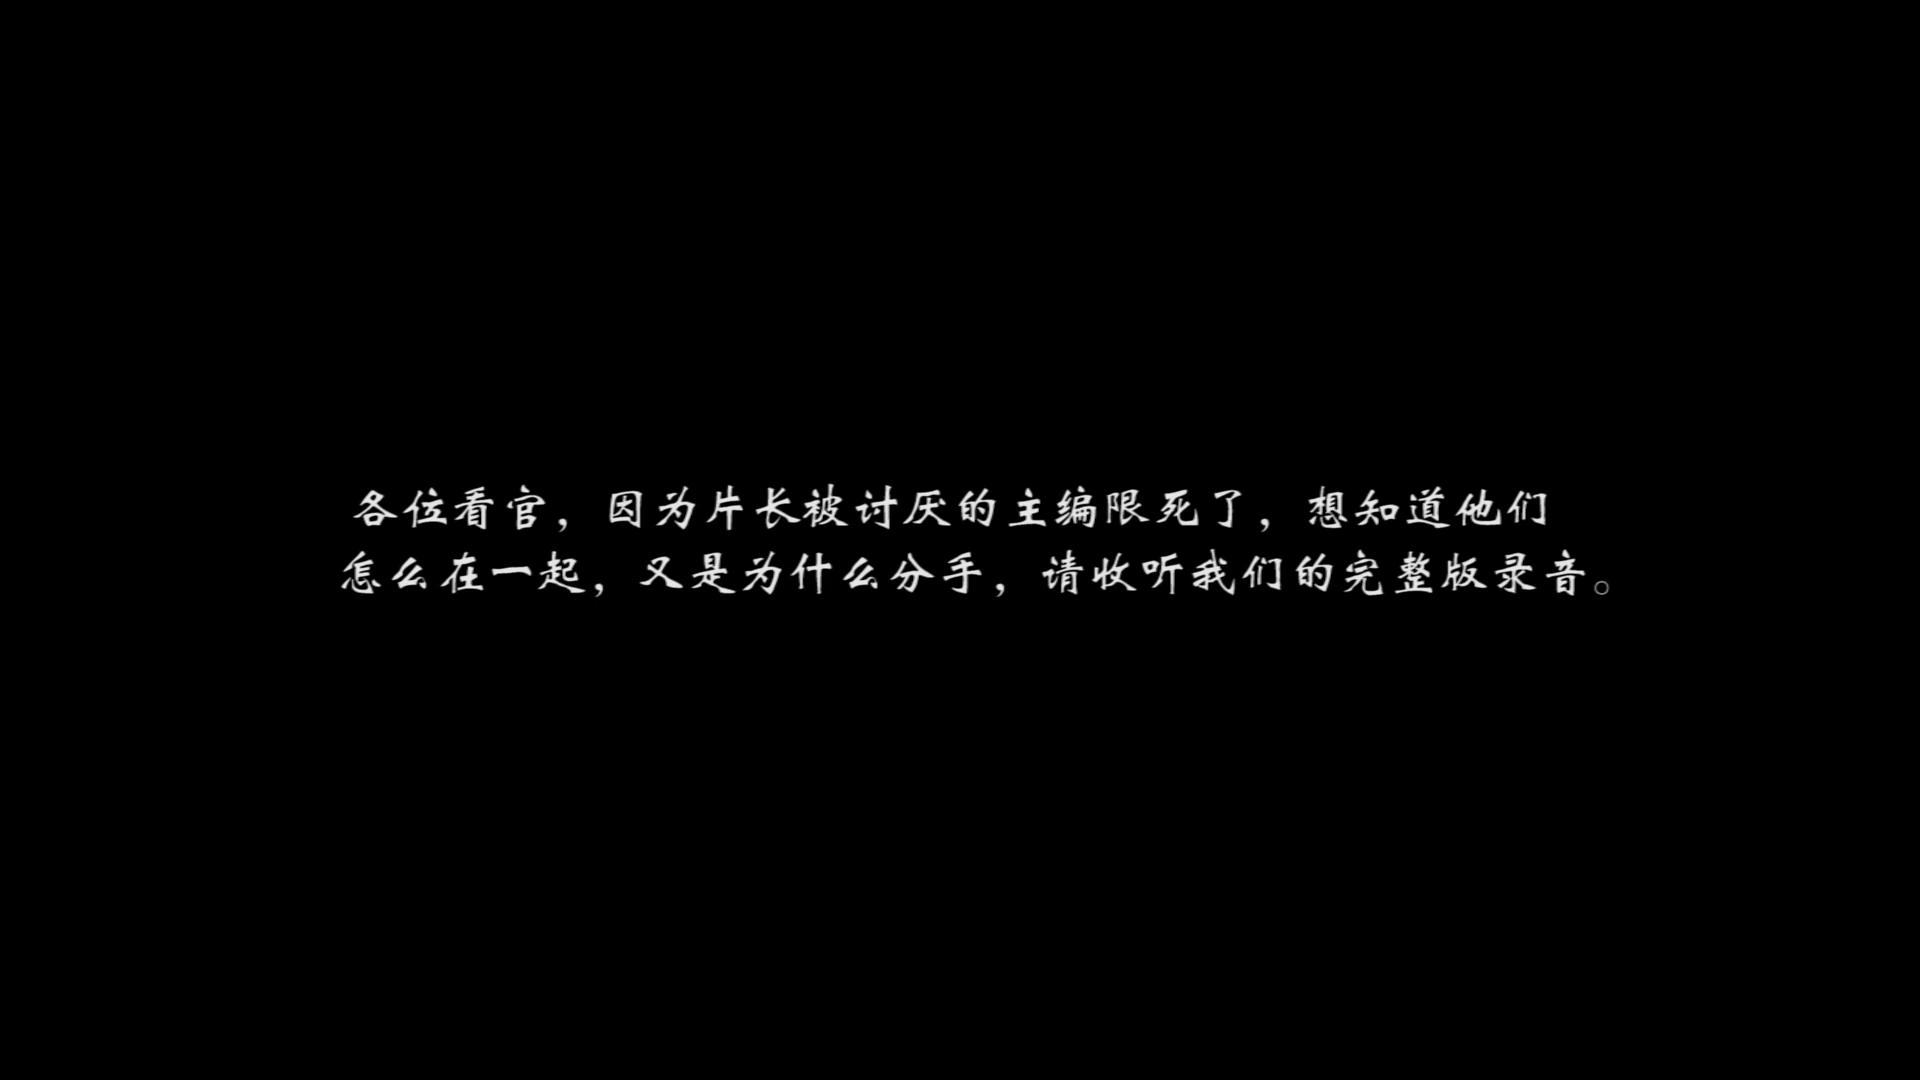 各位看官，因为片长被讨厌的主编限死了，想知道他们
怎么在一起，又是为什么分手，请收听我们的完整版录音。